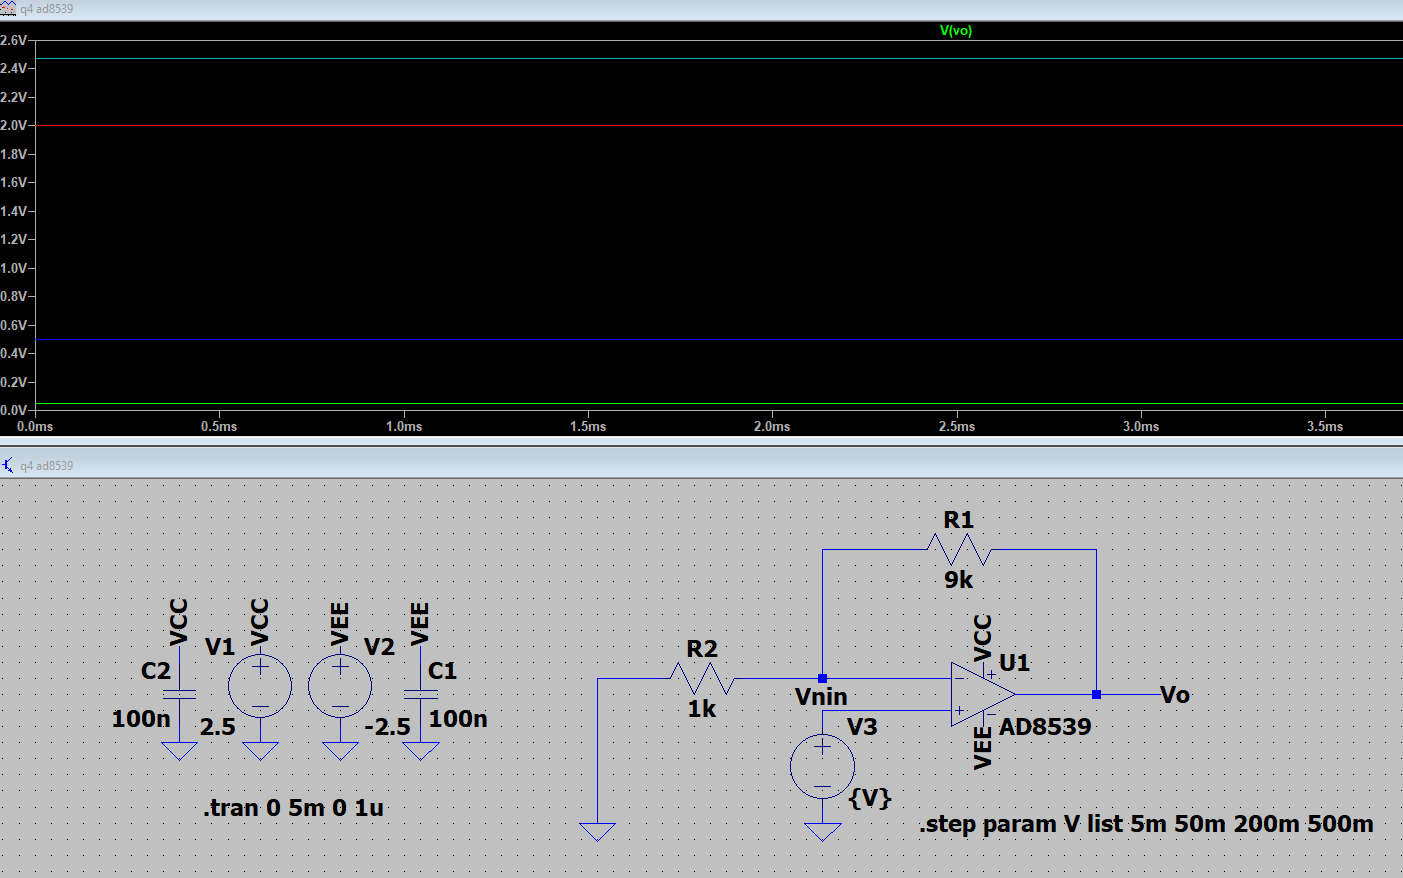 q4 ad8539
V(vo)
2.6V
2.4V
2.2V
2.0V
1.8V
1.6V
1.4V
1.2V
1.0V
0.8V
0.6V
0.4V
0.2V
0.0V
0.0ms 0.5ms 1.0ms 1.5ms 2.0ms 2.5ms 3.0ms 3.5ms
q4 ad8539
R1
9k
VCC
V1
VCC
VEE
V2
VEE
C2
C1
100n
2.5
-2.5
100n
R2
1k
Vnin
VCC
U1
Vo
V3
VEE
AD8539
{V}
.tran 0 5m 0 1u
.step param V list 5m 50m 200m 500m